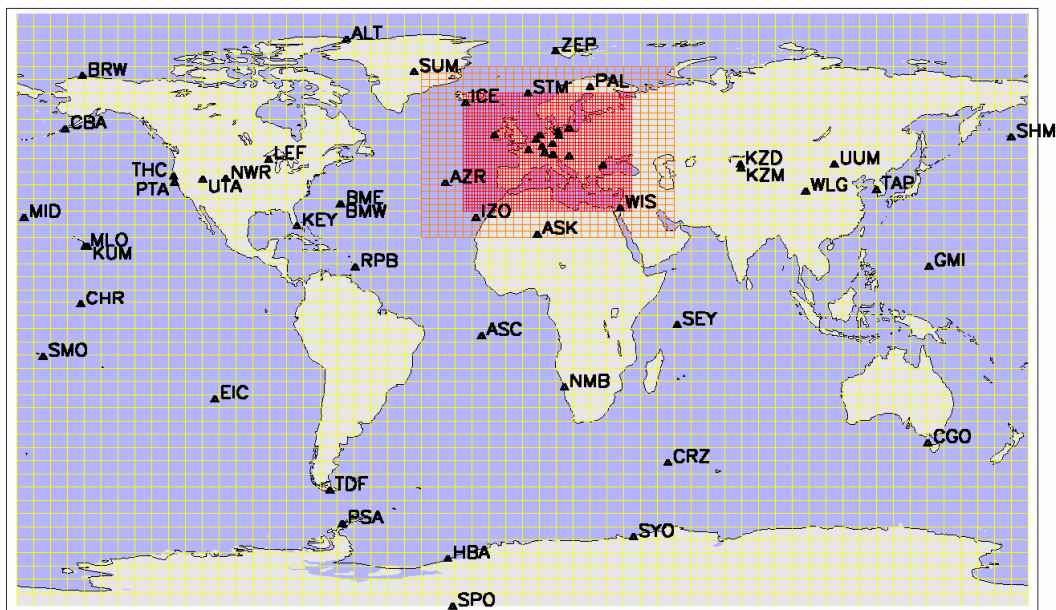 ALT
ZEP
BRW
SUM
STM
PAL
ICE
CBA
SHM
LEF
THC
NWR
UTA
PTA
KZD
KZM
UUM
WLG
TAP
AZR
BME
BMW
MID
KEY
IZO
WIS
ASK
MLO
KUM
RPB
GMI
CHR
ASC
SEY
SMO
NMB
EIC
CGO
CRZ
TDF
PSA
SYO
HBA
SPO